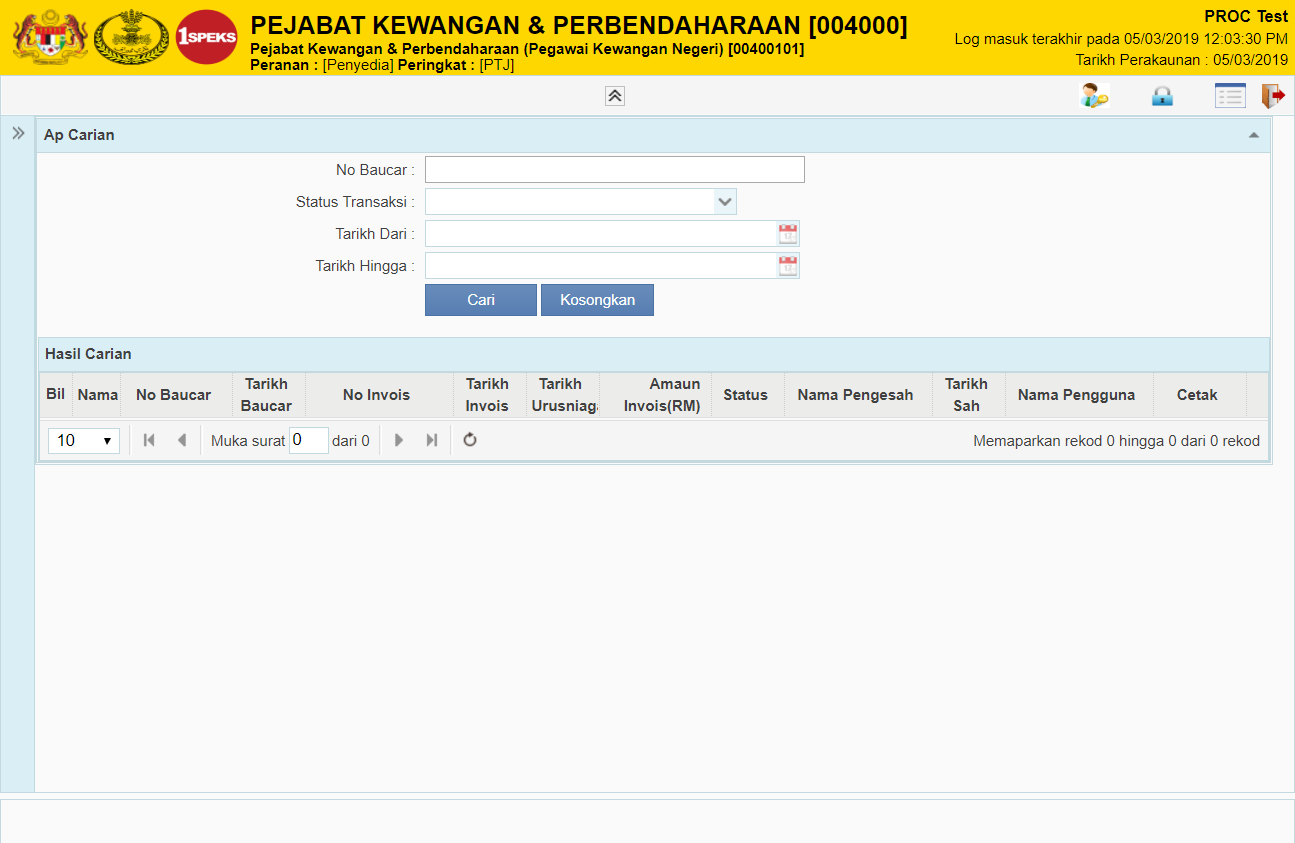 1SPEKS
PEJABAT KEWANGAN & PERBENDAHARAAN [004000]
Pejabat Kewangan & Perbendaharaan (Pegawai Kewangan Negeri) [00400101]
Peranan : [Penyedia] Peringkat : [PTJ]
PROC Test
Log masuk terakhir pada 05/03/2019 12:03:30 PM
Tarikh Perakaunan : 05/03/2019
Ap Carian
No Baucar :
Status Transaksi :
Tarikh Dari :
Tarikh Hingga :
Cari Kosongkan
Hasil Carian
Bil Nama No Baucar Tarikh Baucar No Invois Tarikh Invois Tarikh Urusniaga Amaun Invois(RM) Status Nama Pengesah Tarikh Sah Nama Pengguna Cetak
10 Muka surat 0 dari 0 Memaparkan rekod 0 hingga 0 dari 0 rekod